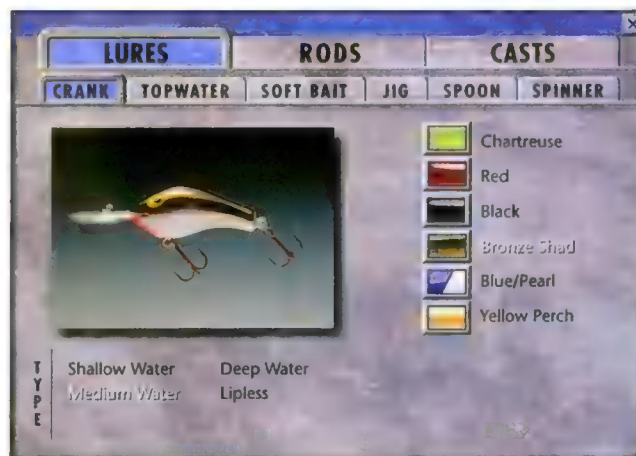 LURES RODS CASTS
CRANK TOPWATER SOFT BAIT JIG SPOON SPINNER
Chartreuse
Red
Black
Bronze Shad
Blue/Pearl
Yellow Perch
TYPE
Shallow Water Deep Water
Medium Water Lipless